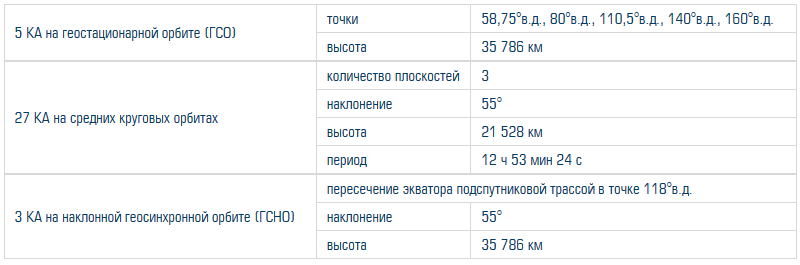 5 КА на геостационарной орбите (ГСО)
точки
58,75°в.д., 80°в.д., 110,5°в.д., 140°в.д., 160°в.д.
высота
35 786 км
27 КА на средних круговых орбитах
количество плоскостей
3
наклонение
55°
высота
21 528 км
период
12 ч 53 мин 24 с
3 КА на наклонной геосинхронной орбите (ГСНО)
пересечение экватора подспутниковой трассой в точке 118°в.д.
наклонение
55°
высота
35 786 км